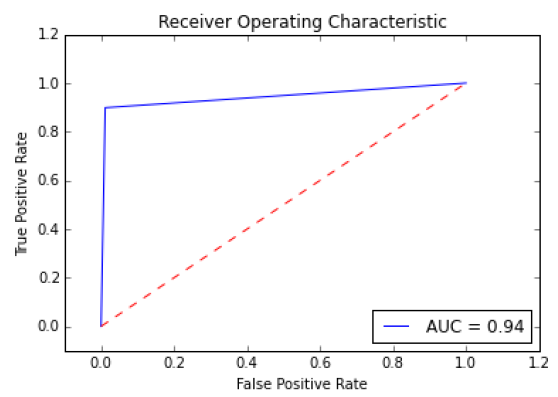 Receiver Operating Characteristic
1.2
1.0
0.8
0.6
0.4
0.2
0.0
True Positive Rate
AUC = 0.94
0.0 0.2 0.4 0.6 0.8 1.0 1.2
False Positive Rate